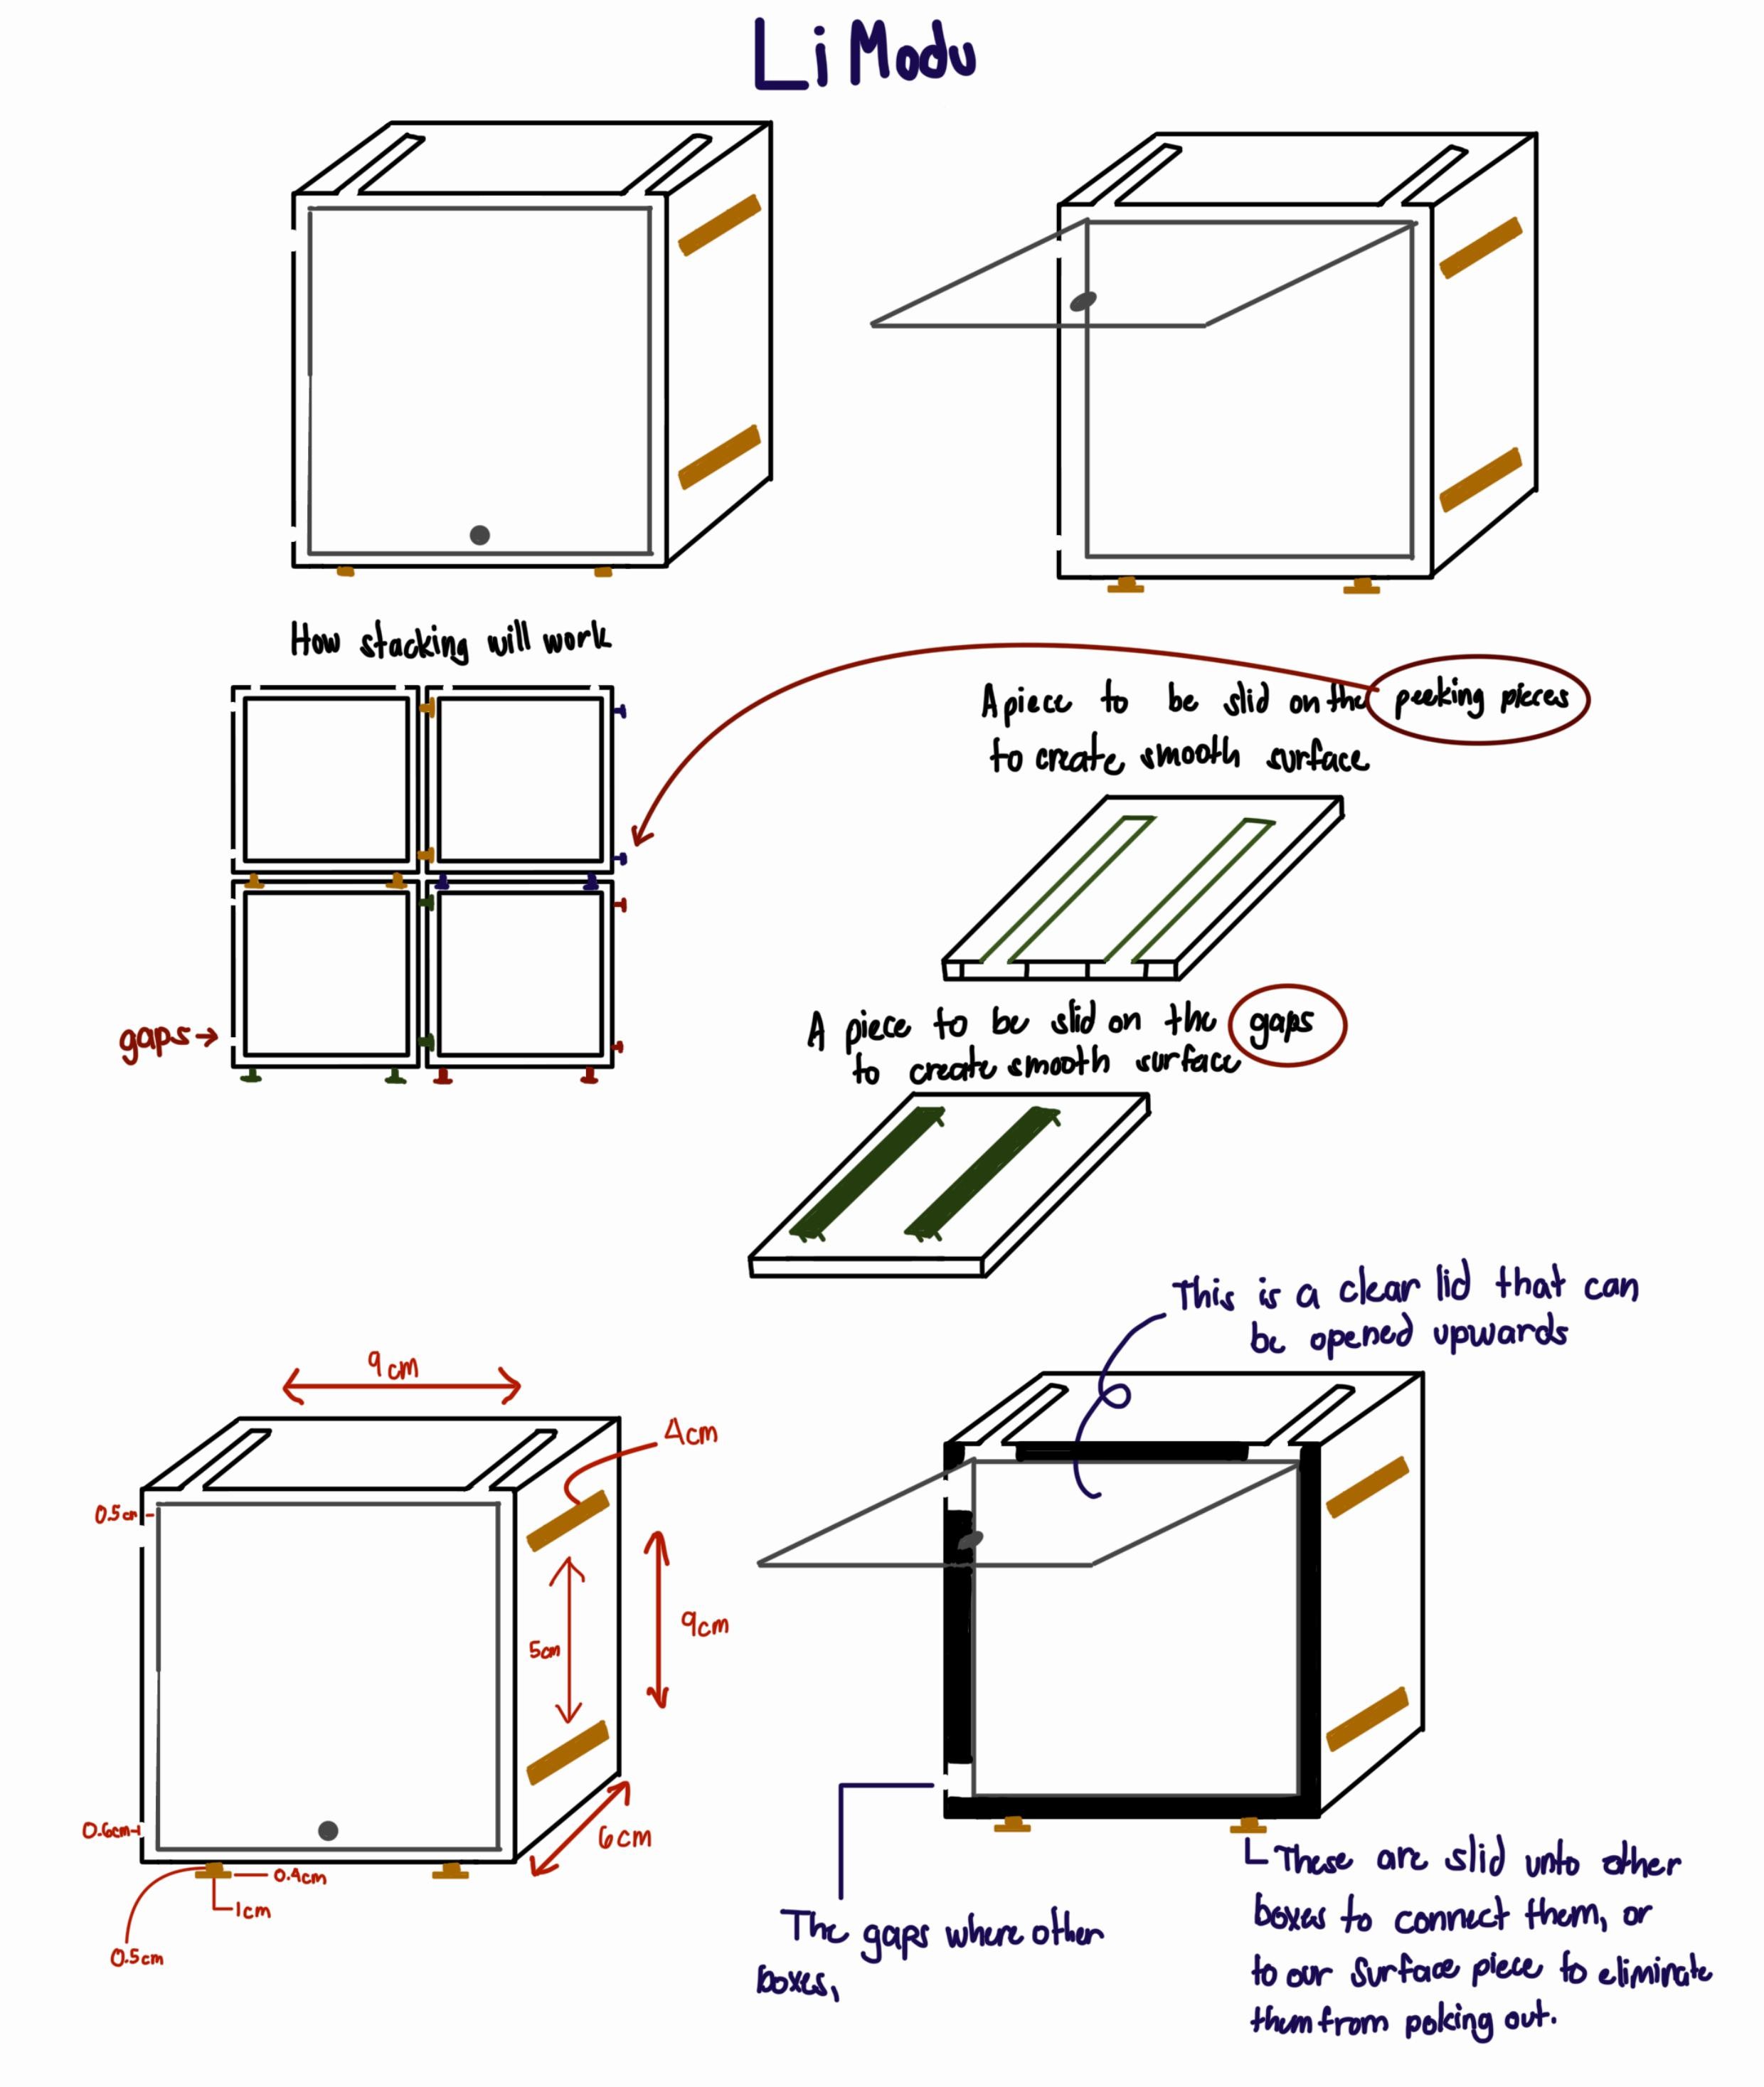 Li Modu
How stacking will work
A piece to be slid on the peeking pieces
to create smooth surface
gaps
A piece to be slid on the gaps
to create smooth surface
This is a clear lid that can
be opened upwards
9cm
4cm
0.5cm
5cm
9cm
0.6cm
6cm
0.4cm
1cm
0.5cm
The gaps where other
boxes,
These are slid unto other
boxes to connect them, or
to our surface piece to eliminate
them from poking out.